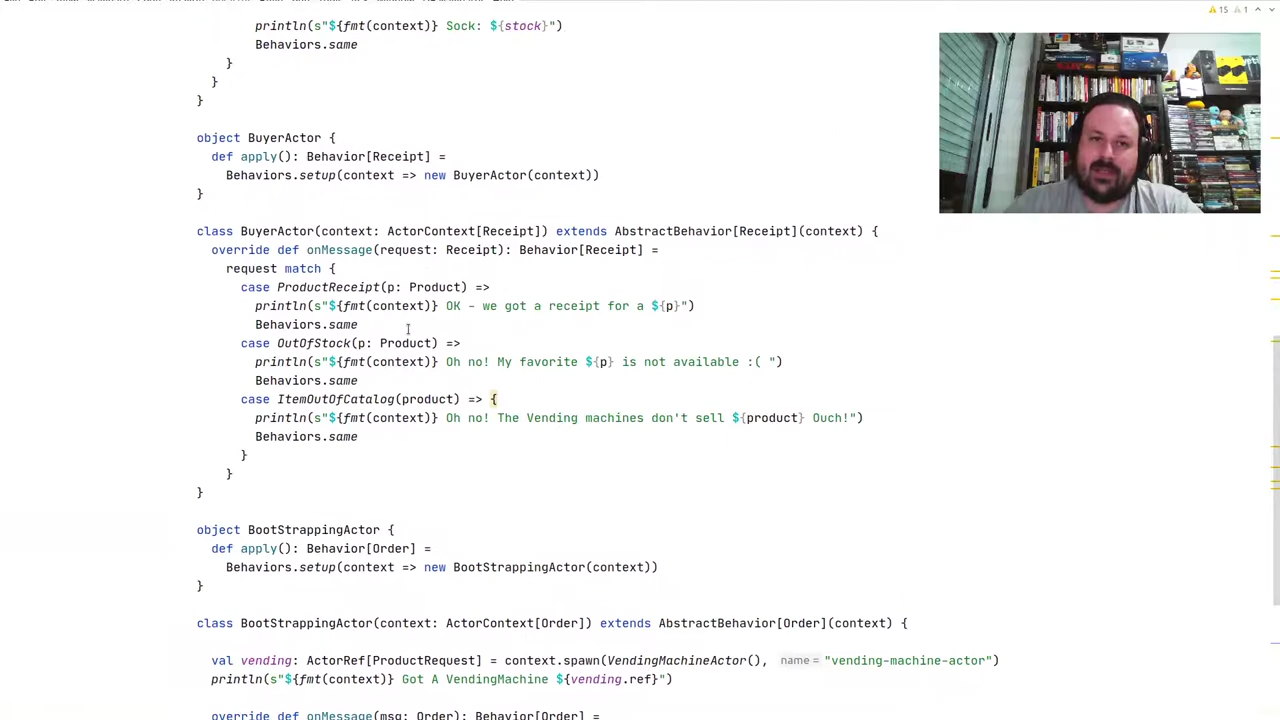 println(s"${fmt(context)} Sock: ${stock}")
Behaviors.same
}
}
}
object BuyerActor {
def apply(): Behavior[Receipt] =
Behaviors.setup(context => new BuyerActor(context))
}
class BuyerActor(context: ActorContext[Receipt]) extends AbstractBehavior[Receipt](context) {
override def onMessage(request: Receipt): Behavior[Receipt] =
request match {
case ProductReceipt(p: Product) =>
println(s"${fmt(context)} OK - we got a receipt for a ${p}")
Behaviors.same
case OutOfStock(p: Product) =>
println(s"${fmt(context)} Oh no! My favorite ${p} is not available :( ")
Behaviors.same
case ItemOutOfCatalog(product) => {
println(s"${fmt(context)} Oh no! The Vending machines don't sell ${product} Ouch!")
Behaviors.same
}
}
}
object BootStrappingActor {
def apply(): Behavior[Order] =
Behaviors.setup(context => new BootStrappingActor(context))
}
class BootStrappingActor(context: ActorContext[Order]) extends AbstractBehavior[Order](context) {
val vending: ActorRef[ProductRequest] = context.spawn(VendingMachineActor(), name = "vending-machine-actor")
println(s"${fmt(context)} Got A VendingMachine ${vending.ref}")
override def onMessage(msg: Order): Behavior[Order] =
15 1